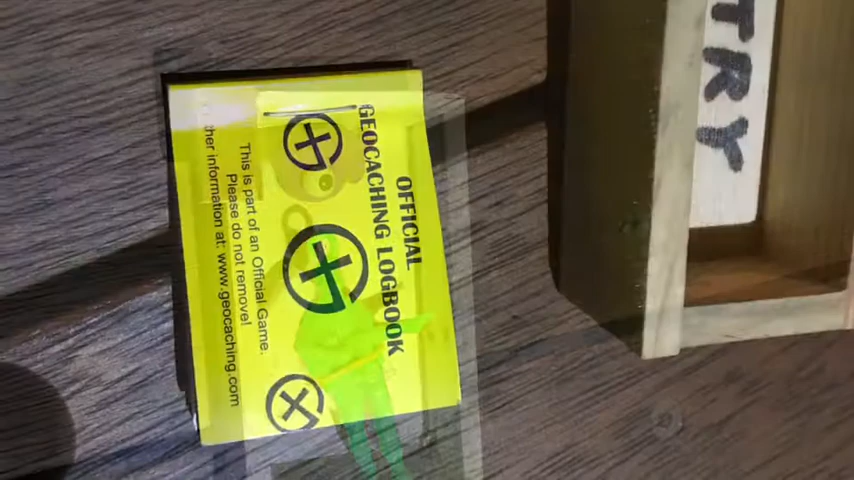 OFFICIAL
GEOCACHING LOGBOOK
This is part of an Official Game.
Please do not remove!
information at: www.geocaching.com
TRY